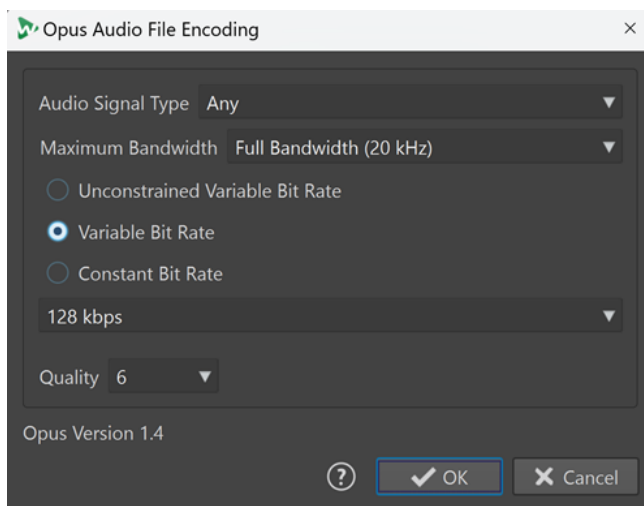 Opus Audio File Encoding
Audio Signal Type Any
Maximum Bandwidth Full Bandwidth (20 kHz)
Unconstrained Variable Bit Rate
Variable Bit Rate
Constant Bit Rate
128 kbps
Quality 6
Opus Version 1.4
? OK Cancel